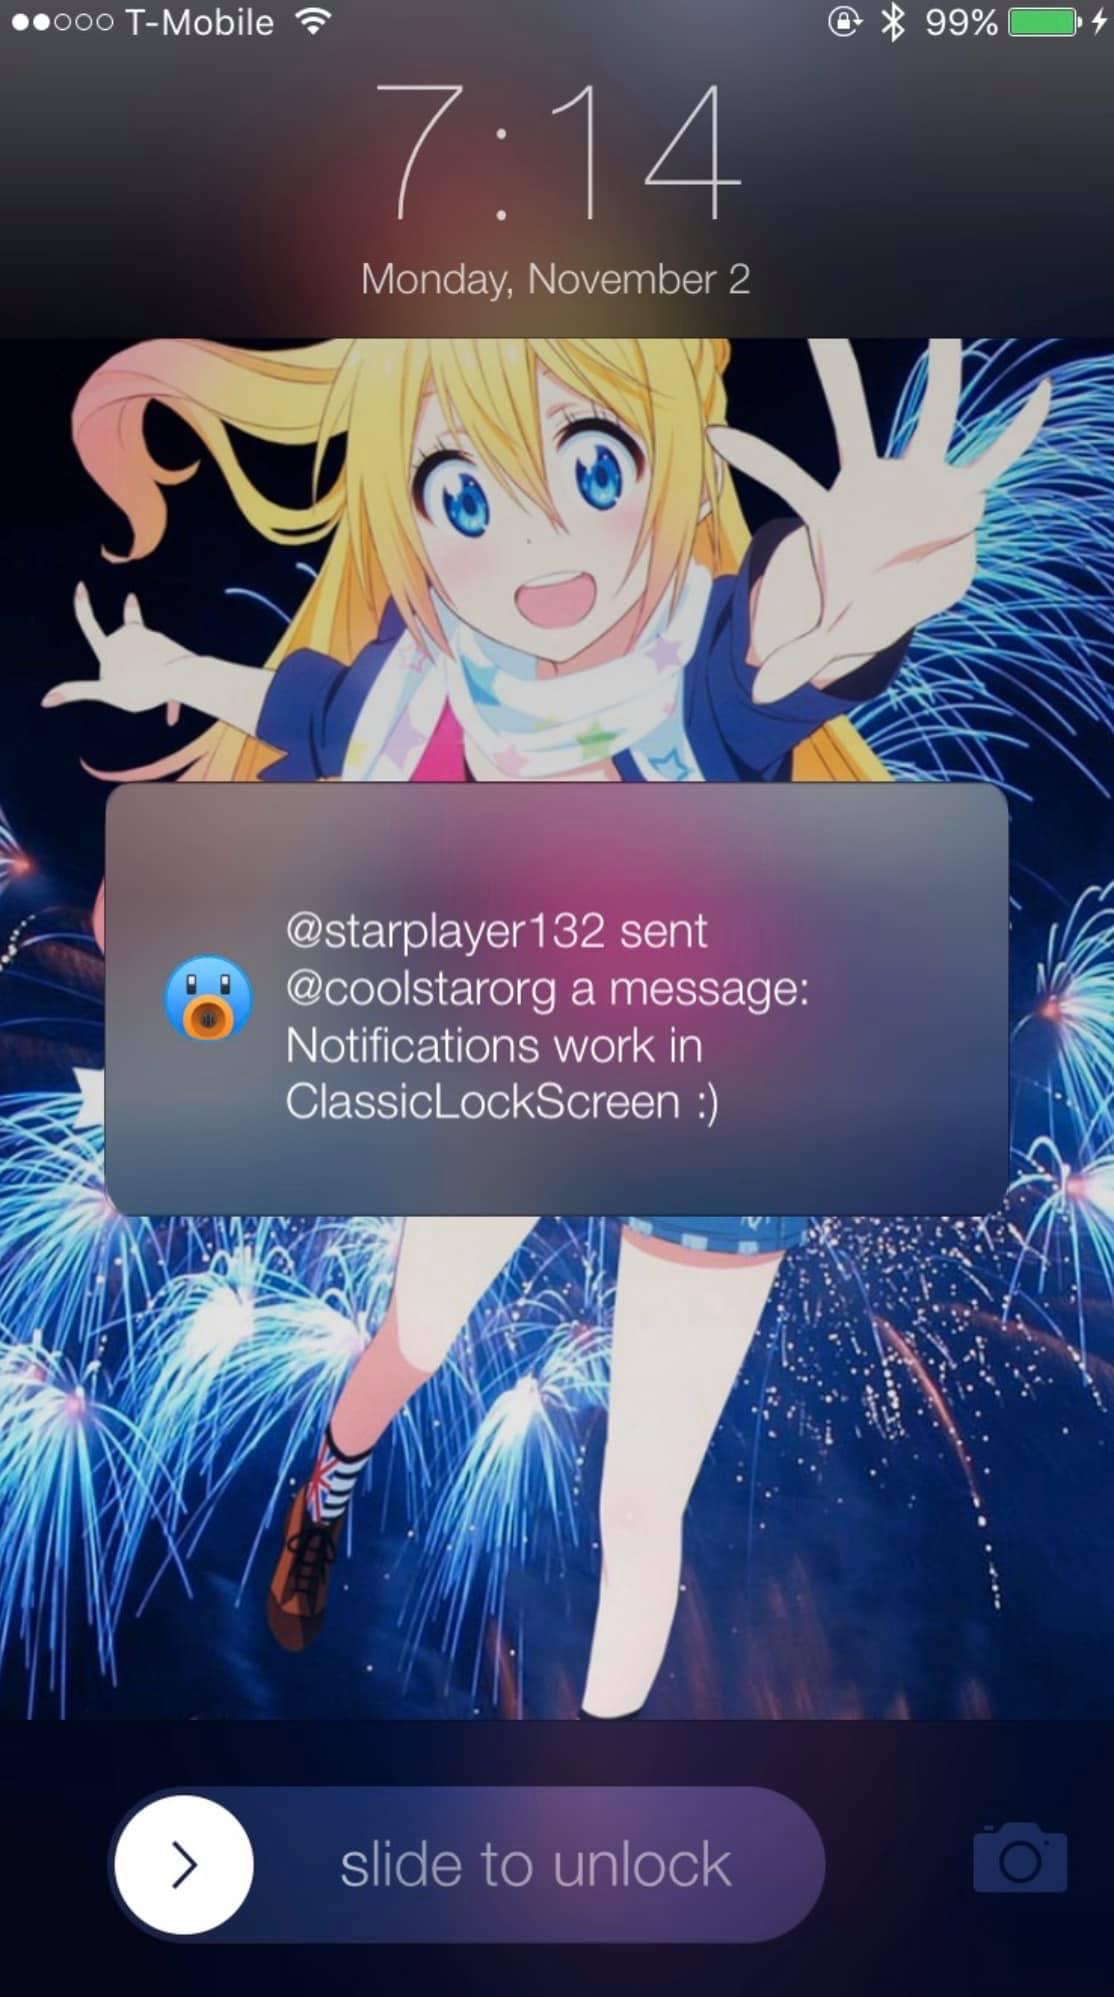 T-Mobile 99%
7:14
Monday, November 2
@starplayer132 sent
@coolstarorg a message:
Notifications work in
ClassicLockScreen :)
slide to unlock